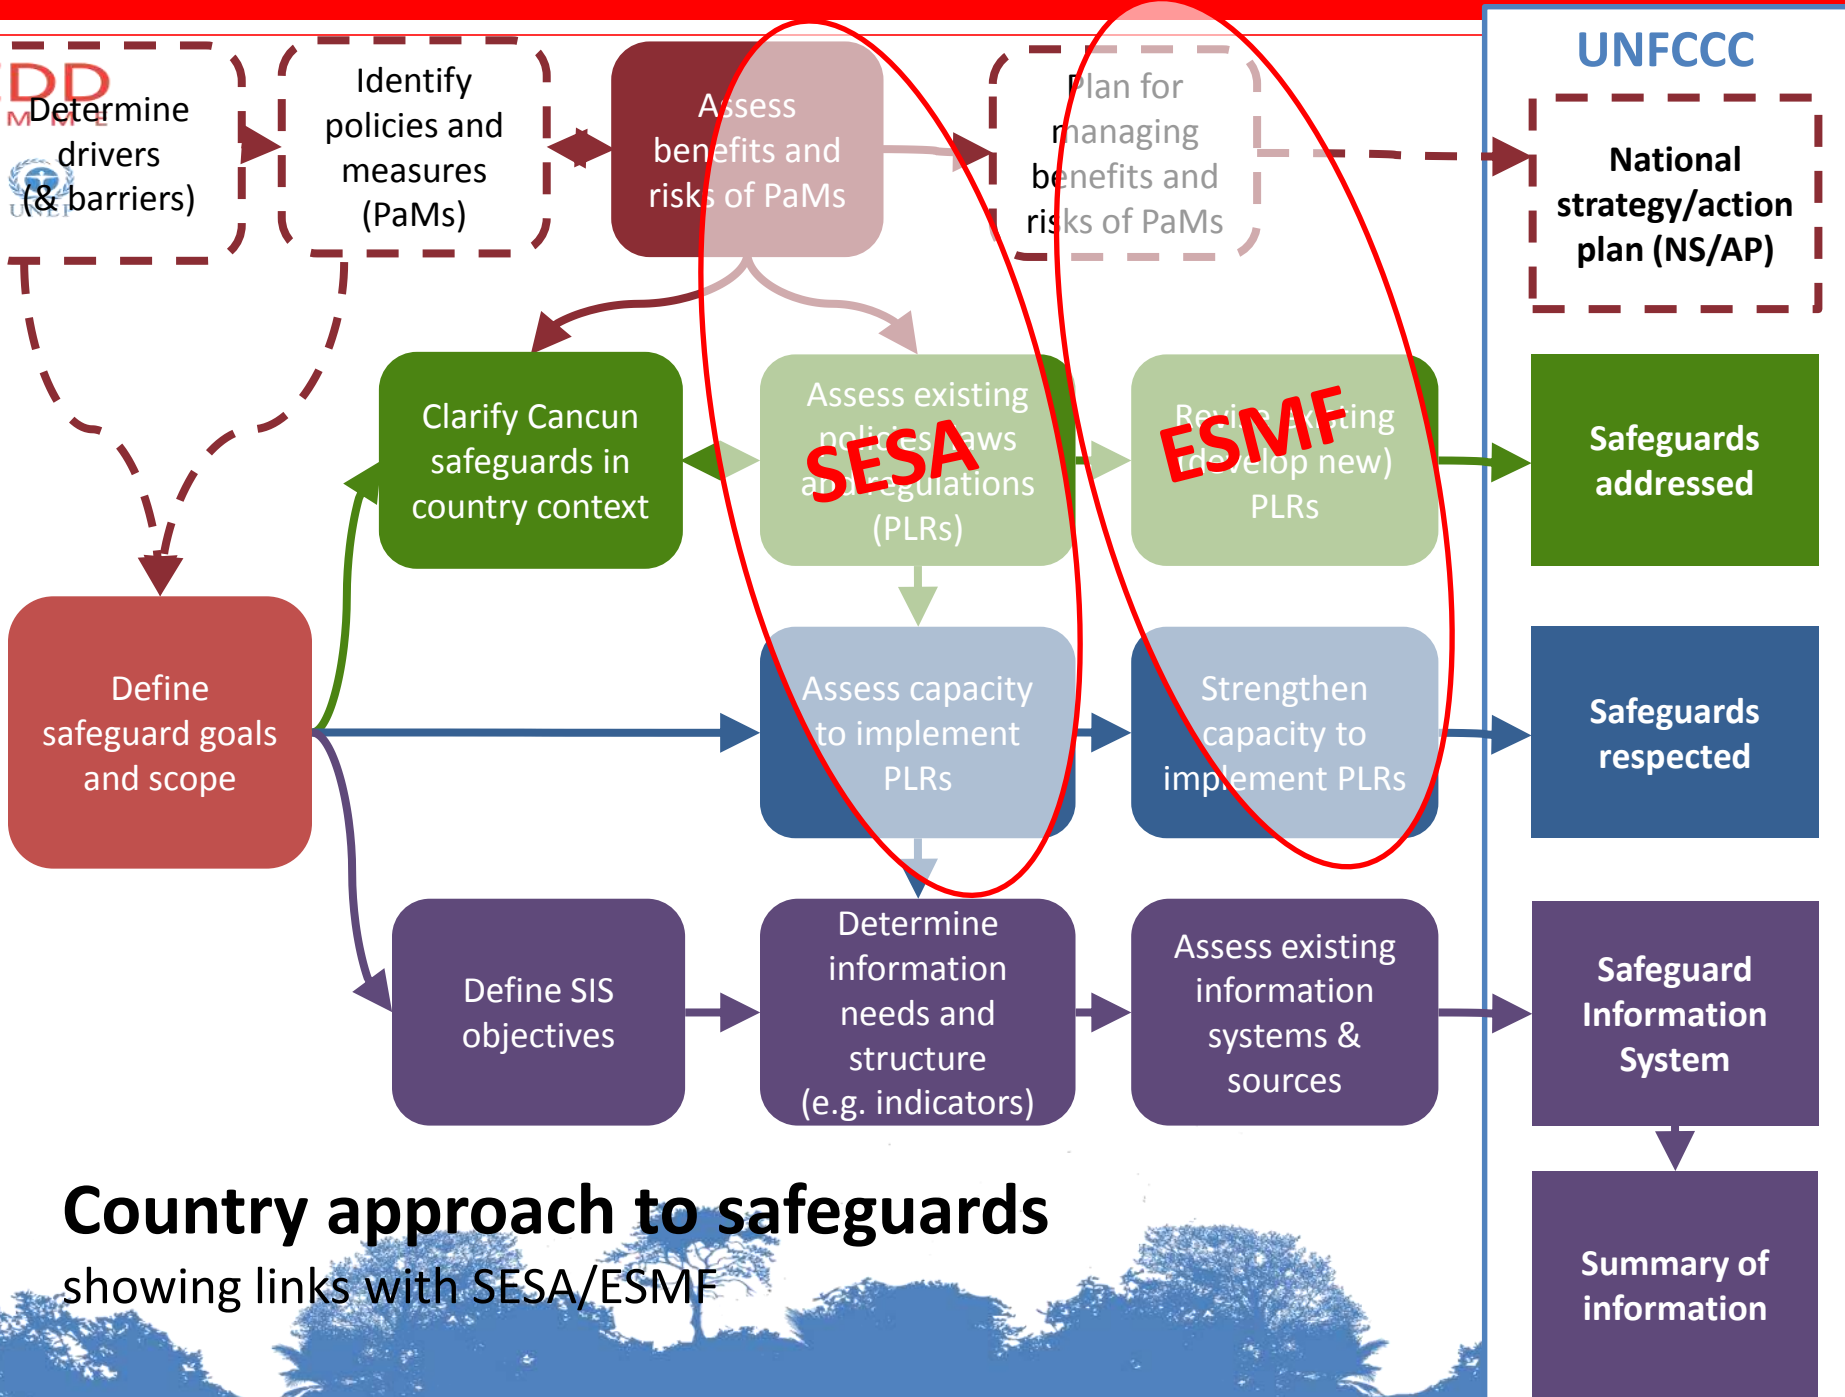 UNFCCC
EDD
M M E
UNEP
Determine
drivers
(& barriers)
Identify
policies and
measures
(PaMs)
Assess
benefits and
risks of PaMs
Plan for
managing
benefits and
risks of PaMs
National
strategy/action
plan (NS/AP)
Clarify Cancun
safeguards in
country context
Assess existing
policies laws
and regulations
(PLRs)
SESA
Revise existing
(develop new)
PLRs
ESMF
Safeguards
addressed
Define
safeguard goals
and scope
Assess capacity
to implement
PLRs
Strengthen
capacity to
implement PLRs
Safeguards
respected
Define SIS
objectives
Determine
information
needs and
structure
(e.g. indicators)
Assess existing
information
systems &
sources
Safeguard
Information
System
Summary of
information
Country approach to safeguards
showing links with SESA/ESMF